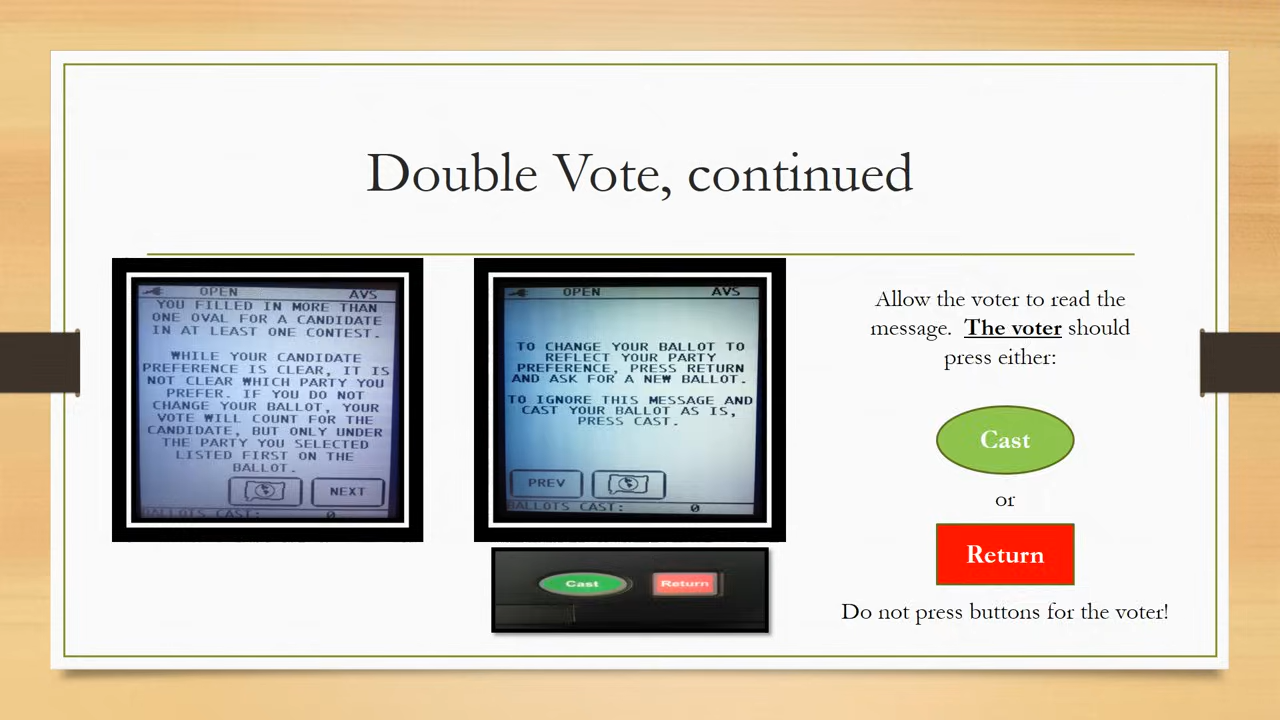 Double Vote, continued
OPEN AVS
YOU FILLED IN MORE THAN
ONE OVAL FOR A CANDIDATE
IN AT LEAST ONE CONTEST.
WHILE YOUR CANDIDATE
PREFERENCE IS CLEAR, IT IS
NOT CLEAR WHICH PARTY YOU
PREFER. IF YOU DO NOT
CHANGE YOUR BALLOT, YOUR
VOTE WILL COUNT FOR THE
CANDIDATE, BUT ONLY UNDER
THE PARTY YOU SELECTED
LISTED FIRST ON THE
BALLOT.
NEXT
BALLOTS CAST: 0
OPEN AVS
TO CHANGE YOUR BALLOT TO
REFLECT YOUR PARTY
PREFERENCE, PRESS RETURN
AND ASK FOR A NEW BALLOT.
TO IGNORE THIS MESSAGE AND
CAST YOUR BALLOT AS IS,
PRESS CAST.
PREV
BALLOTS CAST: 0
Cast Return
Allow the voter to read the
message. The voter should
press either:
Cast
or
Return
Do not press buttons for the voter!